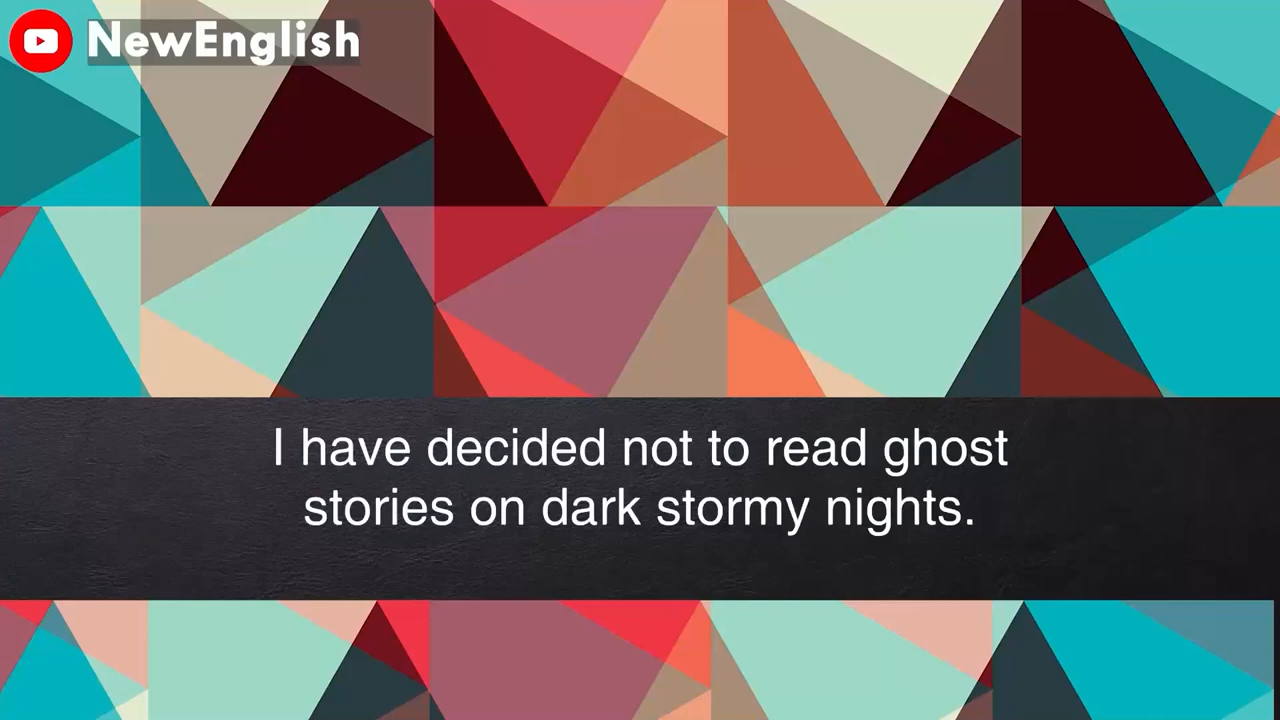 NewEnglish
I have decided not to read ghost
stories on dark stormy nights.